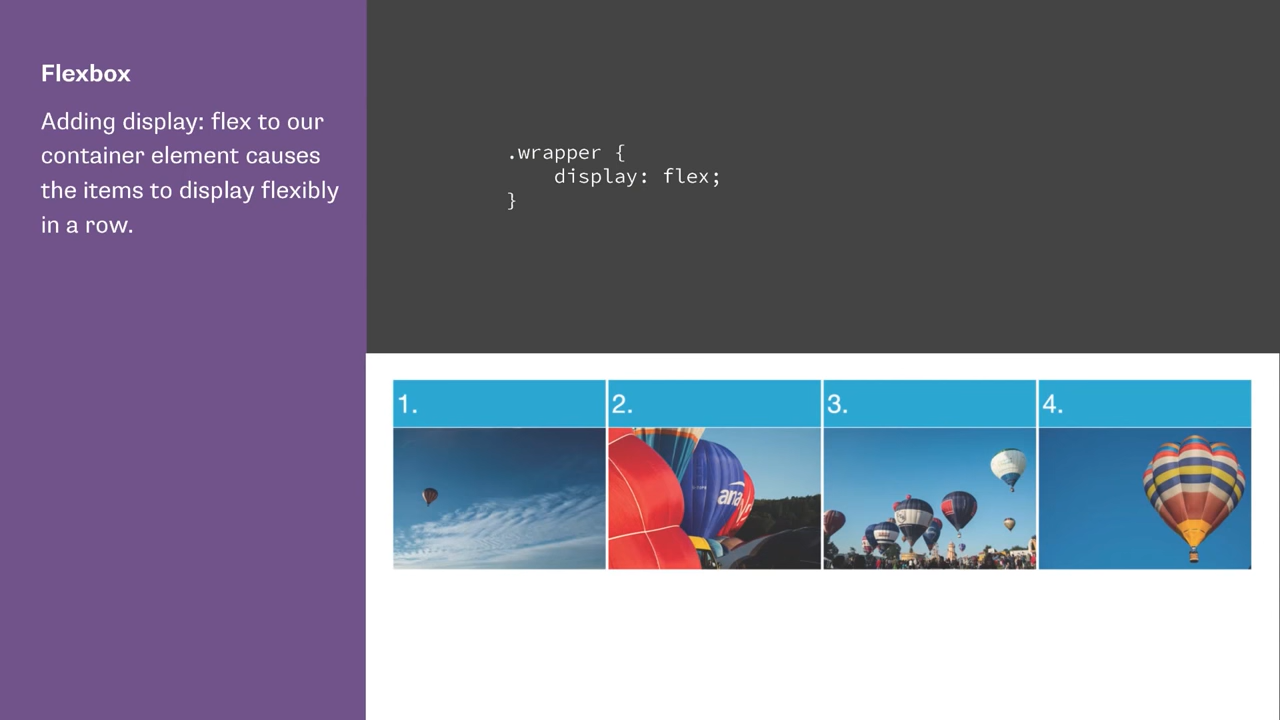 Flexbox
Adding display: flex to our
container element causes
the items to display flexibly
in a row.
.wrapper {
    display: flex;
}
1.
2.
3.
4.